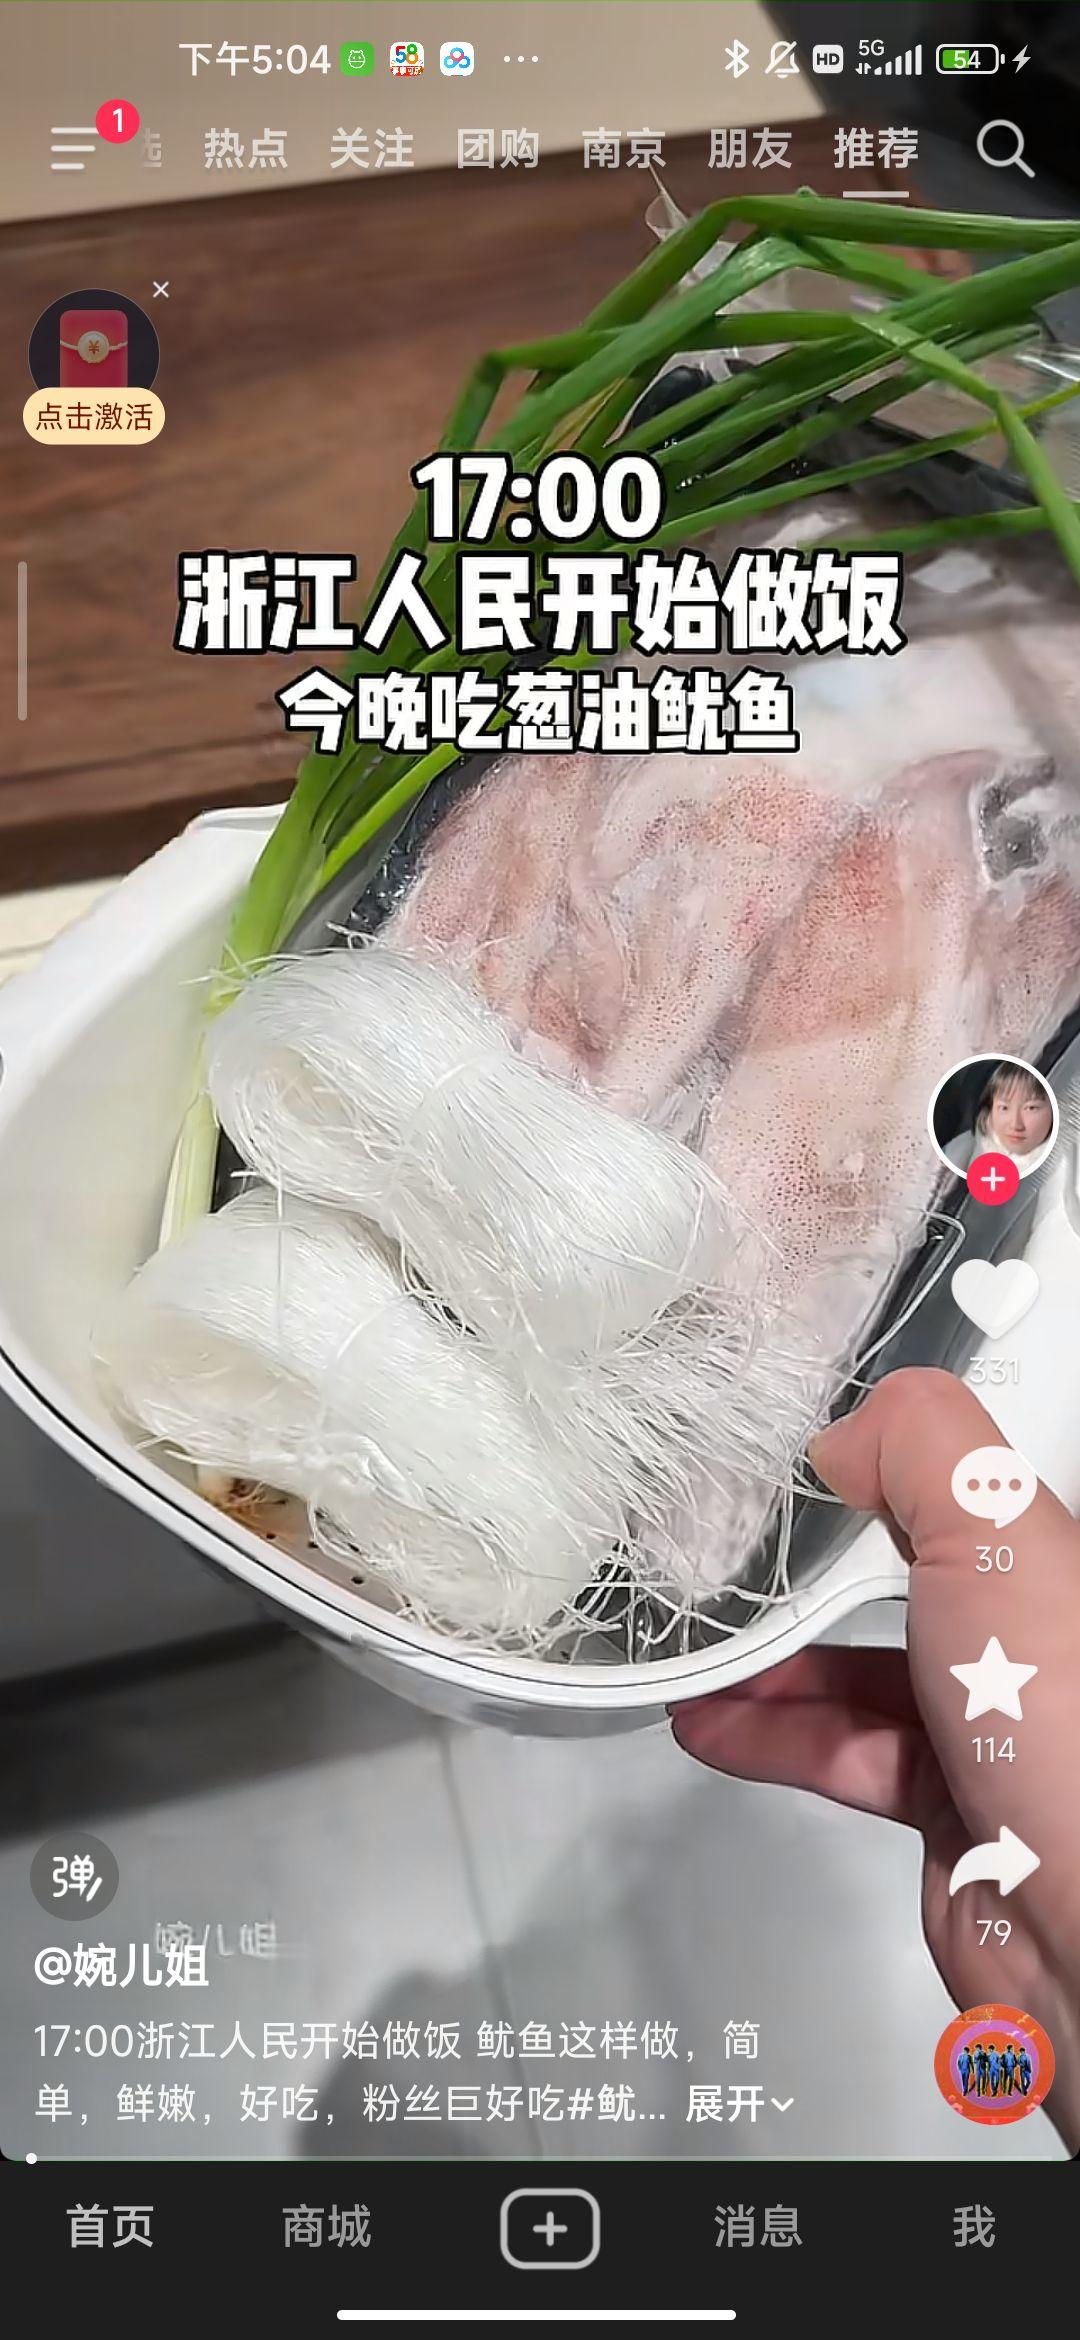 下午5:04
58
HD
5G
54
1
热点 关注 团购 南京 朋友 推荐
¥
点击激活
17:00
浙江人民开始做饭
今晚吃葱油鱿鱼
331
30
114
79
弹
婉儿姐
@婉儿姐
17:00浙江人民开始做饭 鱿鱼这样做，简
单，鲜嫩，好吃，粉丝巨好吃#鱿... 展开
首页 商城 消息 我